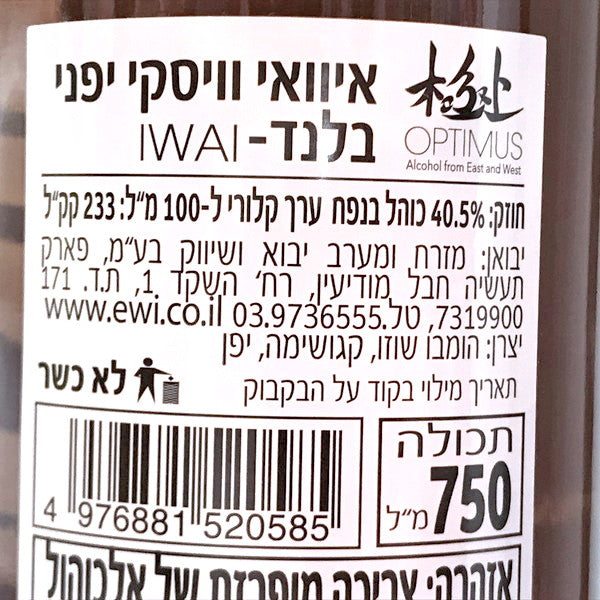 איוואי וויסקי יפני
בלנד- IWAI
OPTIMUS
Alcohol from East and West
חוזק: 40.5% כוהל בנפח ערך קלורי ל-100 מ"ל: 233 קק"ל
יבואן: מזרח ומערב יבוא ושיווק בע"מ, פארק
תעשיה חבל מודיעין, רח' השקד 1, ת.ד. 171
7319900, טל.03.9736555 www.ewi.co.il
יצרן: הומבו שוזו, קגושימה, יפן
תאריך מילוי בקוד על הבקבוק
לא כשר
תכולה
750 מ"ל
4 976881 520585
אזהרה: צריכה מופרזת של אלכוהול